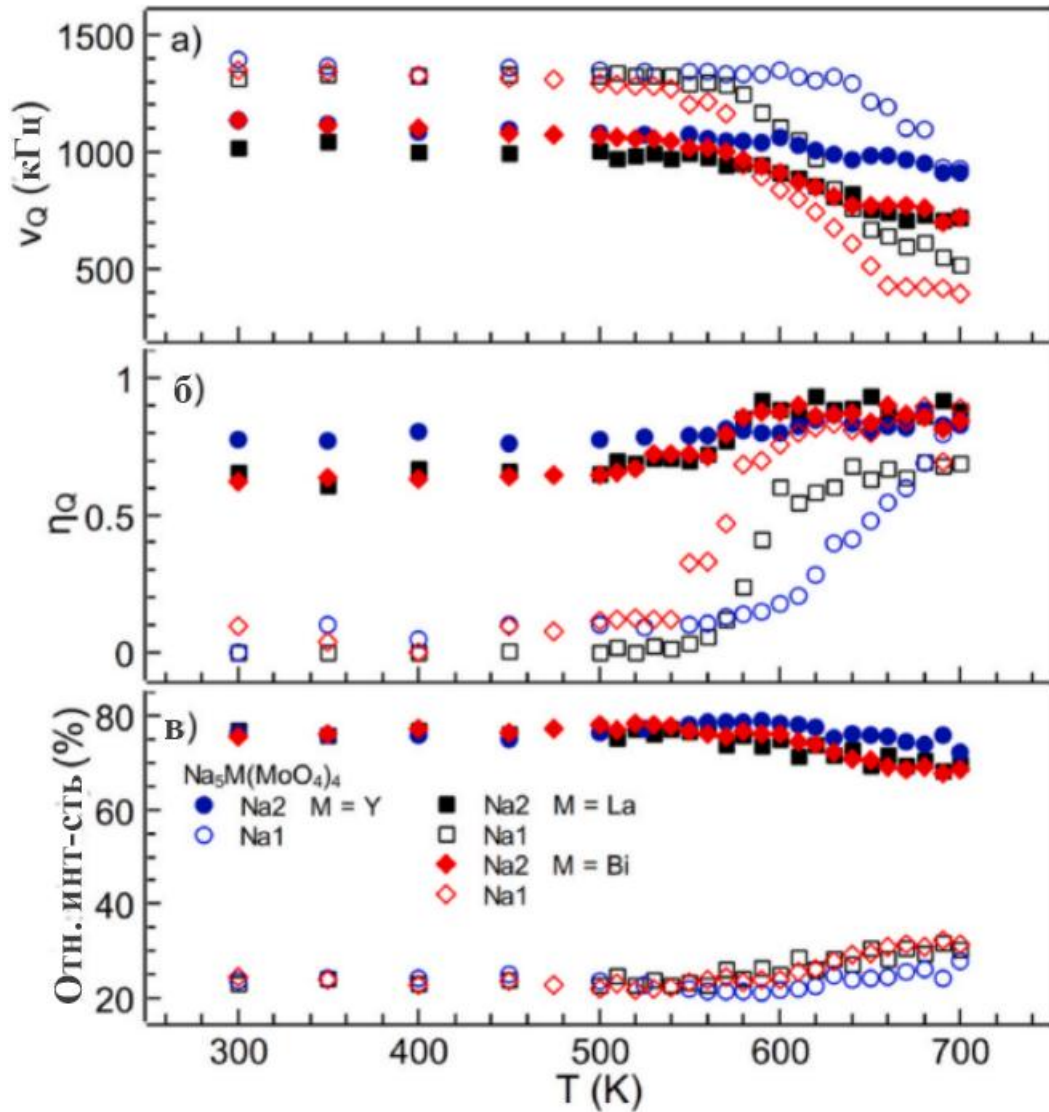 1500
а)
1000
500
νQ (кГц)
1
б)
0.5
ηQ
0
80
в)
Na5M(MoO4)4
Na2 M = Y
Na1
Na2 M = La
Na1
Na2 M = Bi
Na1
60
40
20
Отн. инт-сть (%)
300 400 500 600 700
T (K)